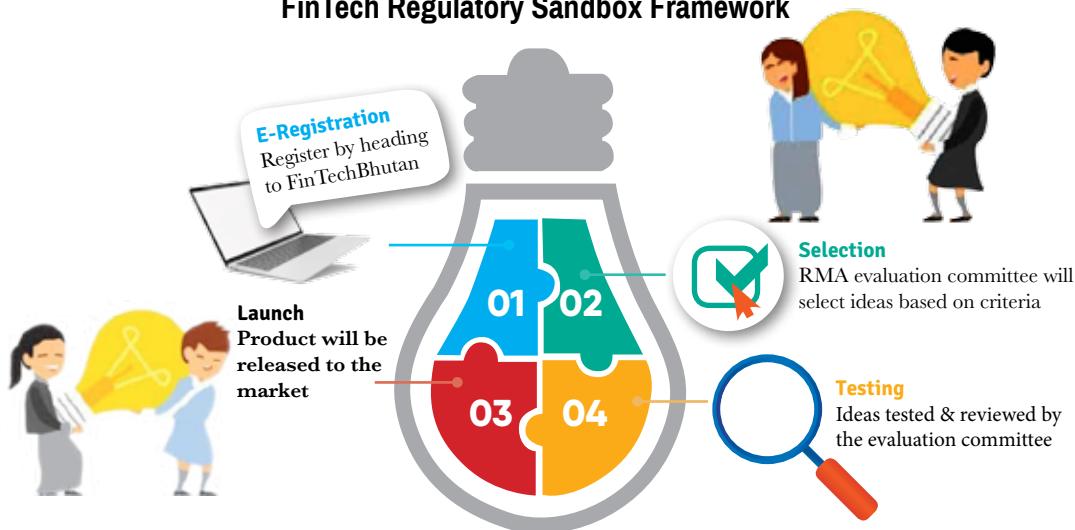 FinTech Regulatory Sandbox Framework
E-Registration
Register by heading
to FinTechBhutan
01
02
Selection
RMA evaluation committee will
select ideas based on criteria
Launch
Product will be
released to the
market
03
04
Testing
Ideas tested & reviewed by
the evaluation committee